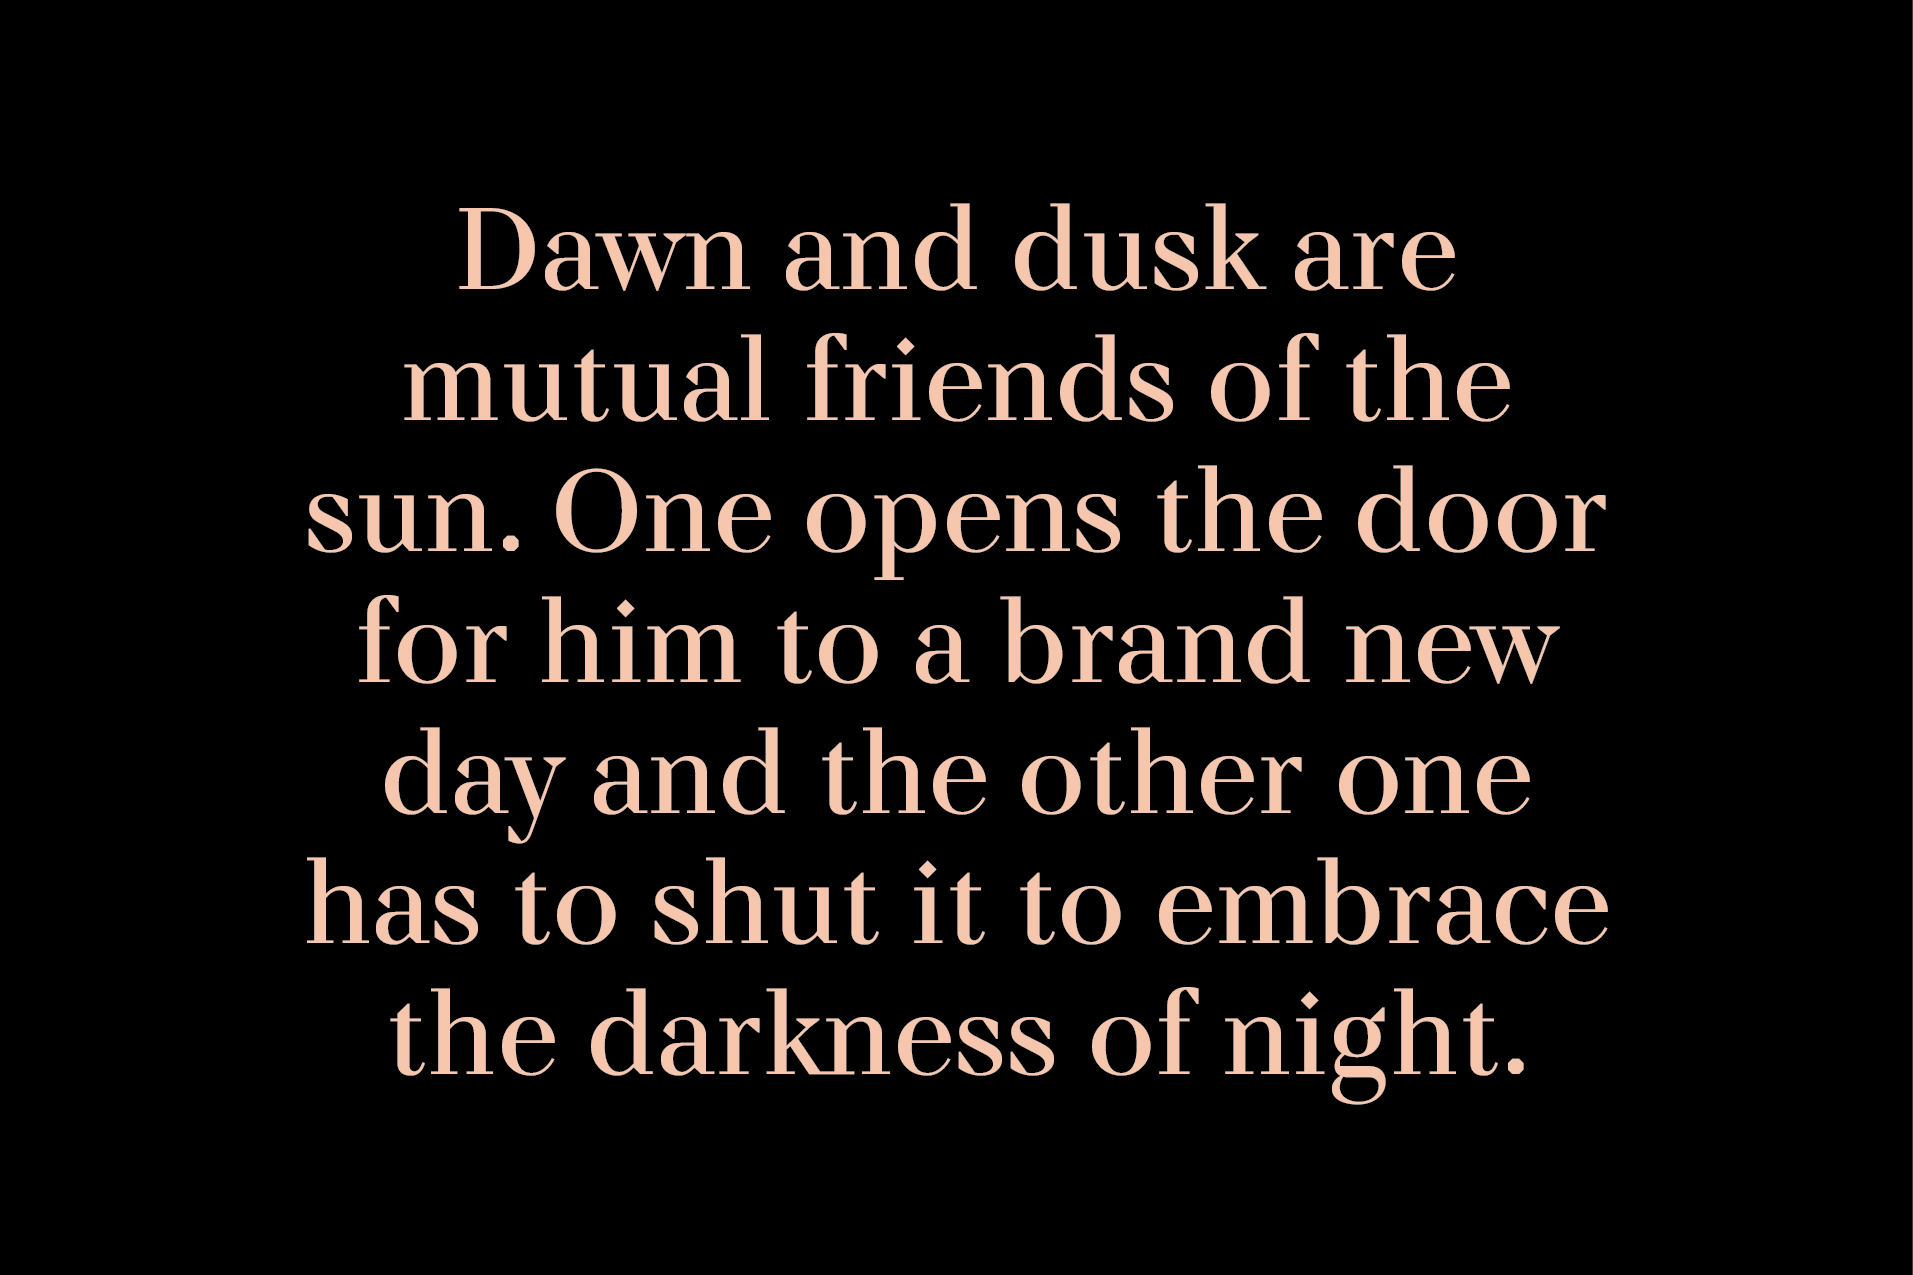 Dawn and dusk are
mutual friends of the
sun. One opens the door
for him to a brand new
day and the other one
has to shut it to embrace
the darkness of night.